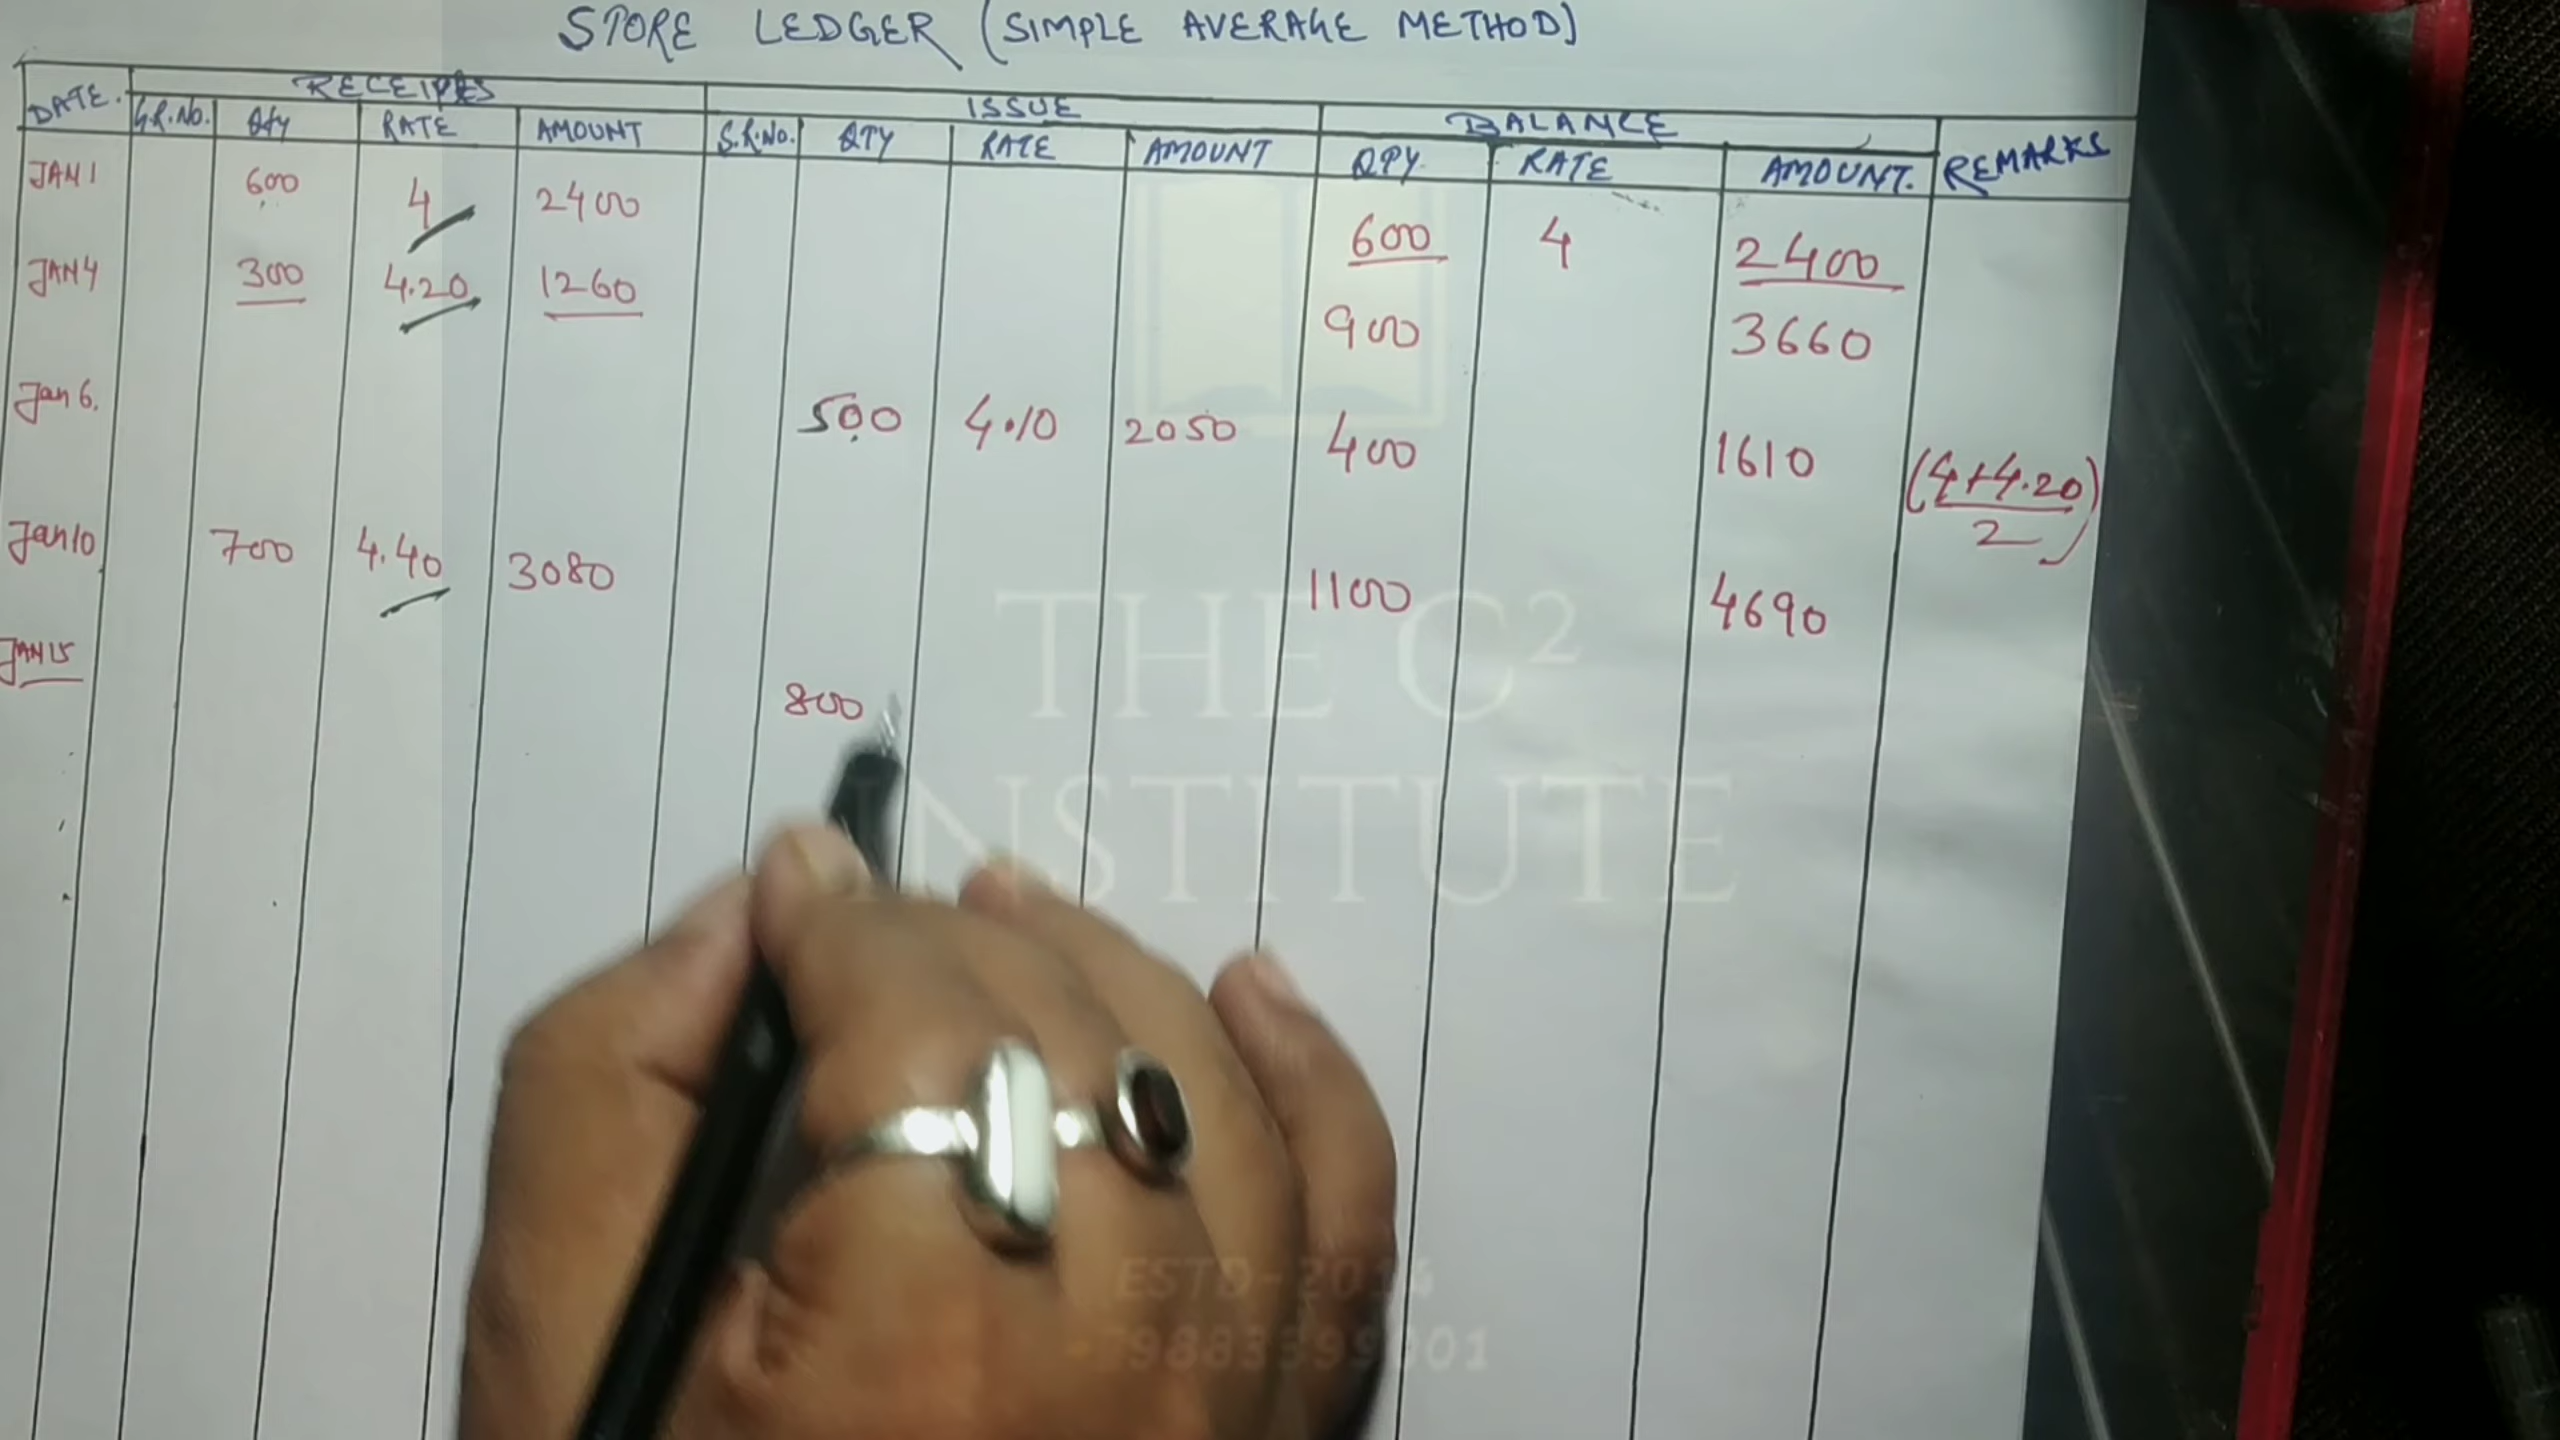 STORE LEDGER (SIMPLE AVERAGE METHOD)
DATE. RECEIPTS ISSUE BALANCE REMARKS
G.R.No. Qty RATE AMOUNT S.R.No. QTY RATE AMOUNT QTY. RATE AMOUNT.
JAN 1 600 4 2400 600 4 2400
JAN 4 300 4.20 1260 900 3660
Jan 6. 500 4.10 2050 400 1610 (4+4.20)
2
Jan 10 700 4.40 3080 1100 4690
JAN 15 800
THE C²
INSTITUTE
ESTD-2014